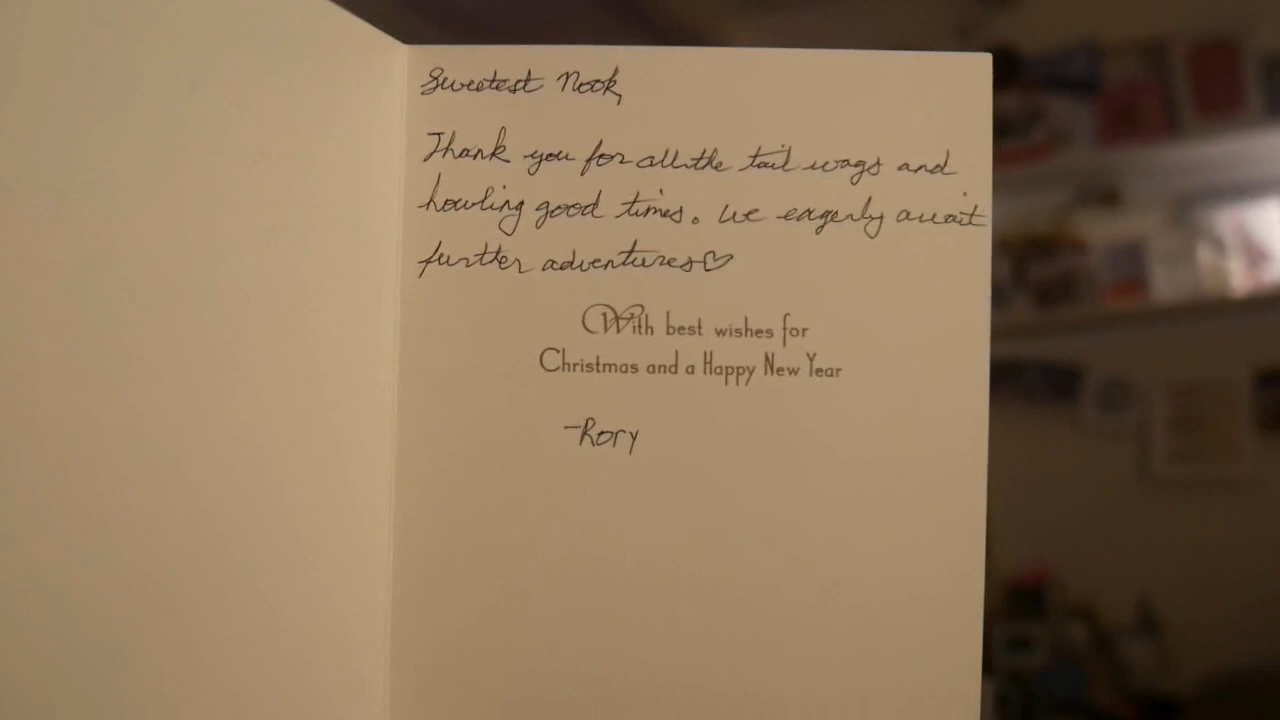 Sweetest Nook,
Thank you for all the tail wags and
howling good times. We eagerly await
further adventures♡
With best wishes for
Christmas and a Happy New Year
-Rory